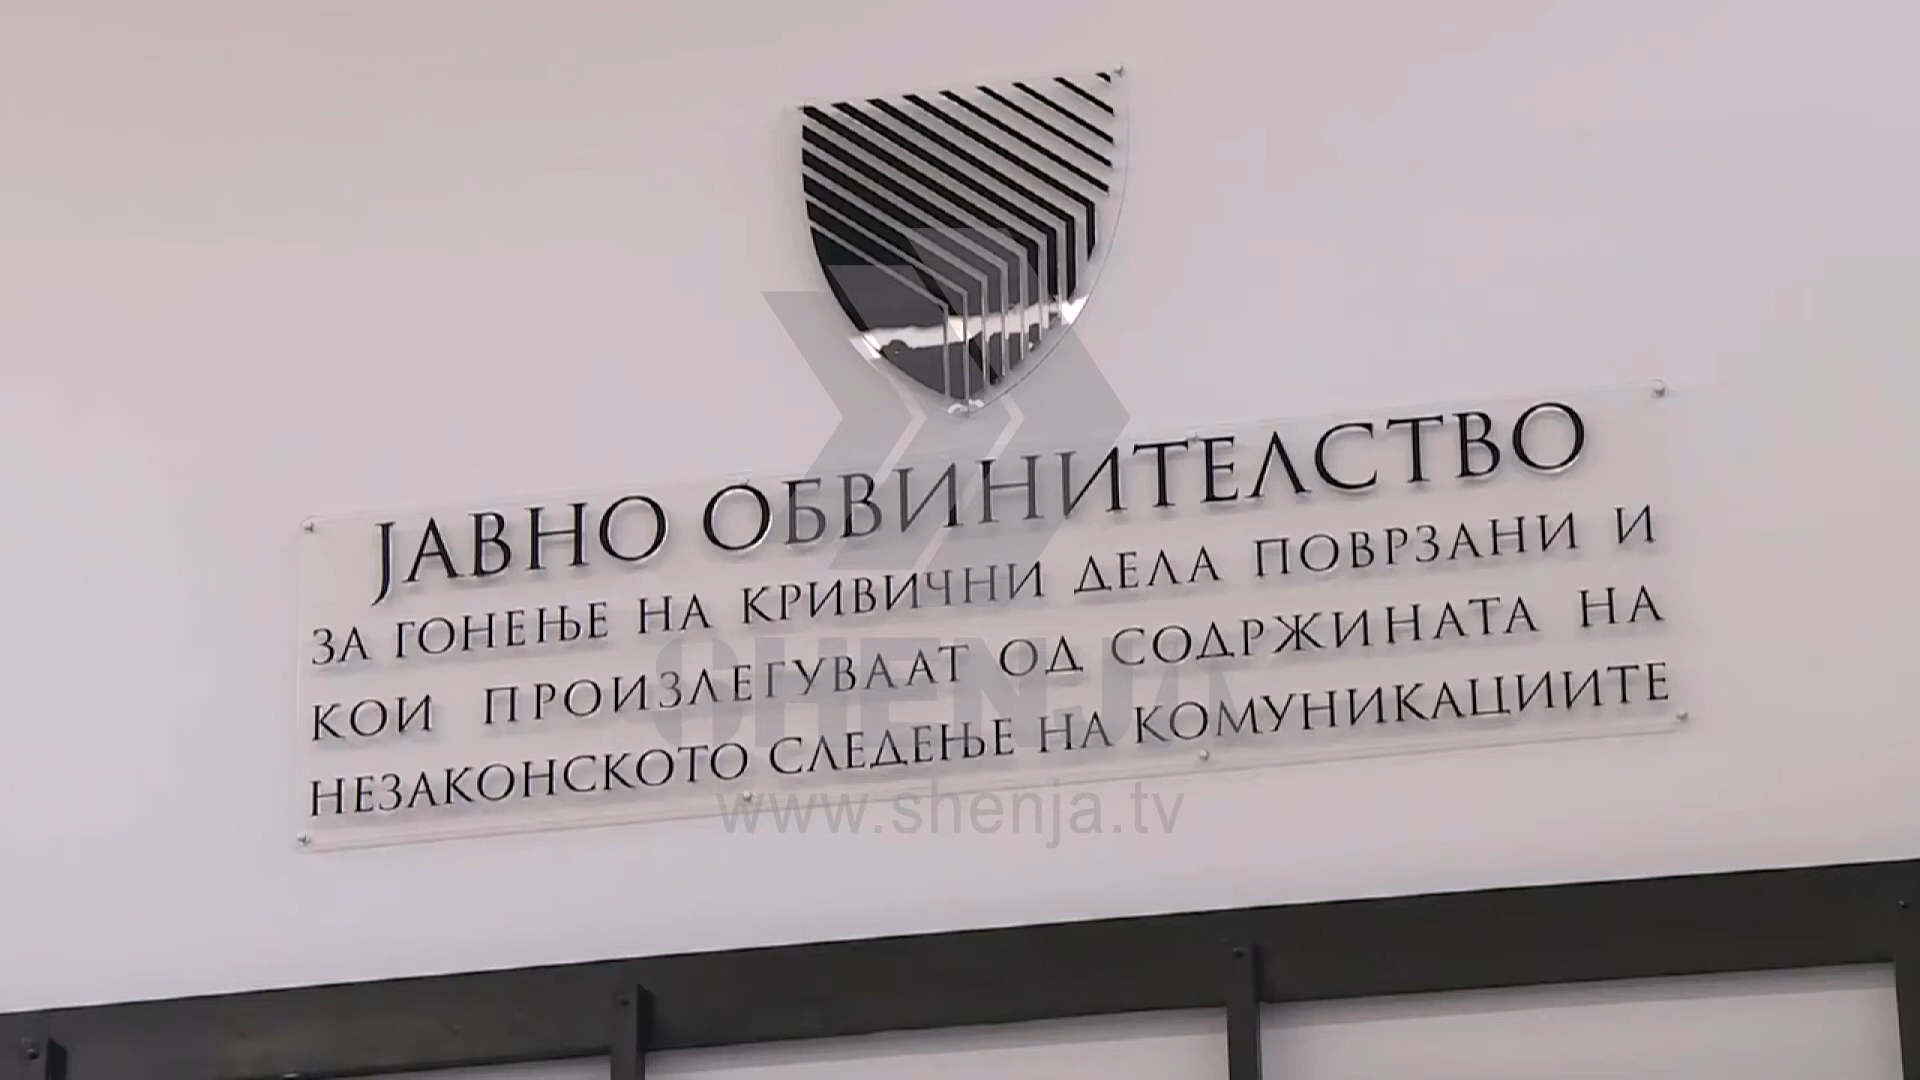 ЈАВНО ОБВИНИТЕЛСТВО
ЗА ГОНЕЊЕ НА КРИВИЧНИ ДЕЛА ПОВРЗАНИ И
КОИ ПРОИЗЛЕГУВААТ ОД СОДРЖИНАТА НА
НЕЗАКОНСКОТО СЛЕДЕЊЕ НА КОМУНИКАЦИИТЕ
SHENJA
www.shenja.tv